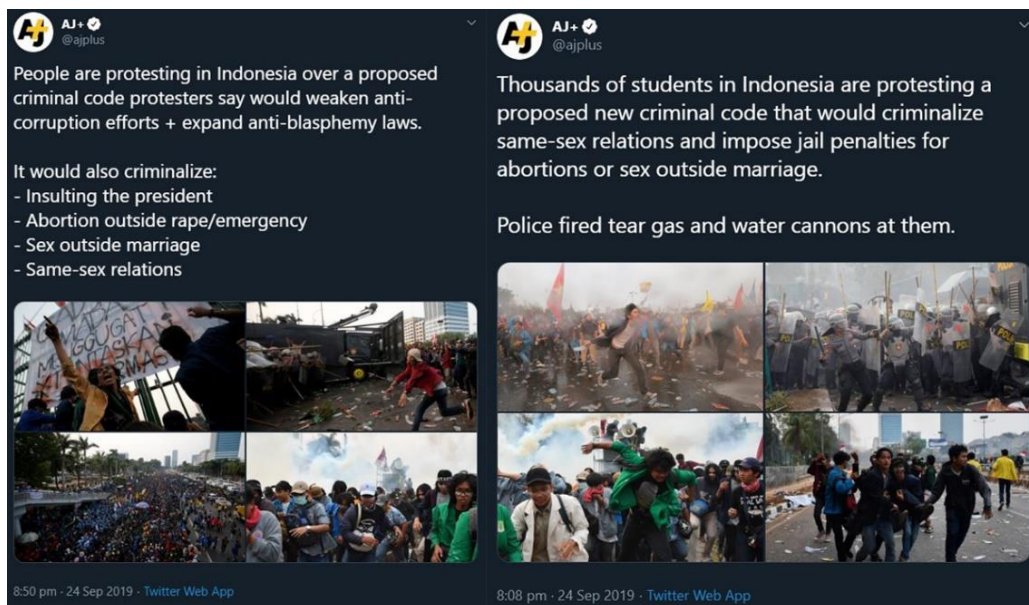 AJ+
@ajplus
People are protesting in Indonesia over a proposed
criminal code protesters say would weaken anti-
corruption efforts + expand anti-blasphemy laws.
It would also criminalize:
- Insulting the president
- Abortion outside rape/emergency
- Sex outside marriage
- Same-sex relations
8:50 pm · 24 Sep 2019 · Twitter Web App
AJ+
@ajplus
Thousands of students in Indonesia are protesting a
proposed new criminal code that would criminalize
same-sex relations and impose jail penalties for
abortions or sex outside marriage.
Police fired tear gas and water cannons at them.
8:08 pm · 24 Sep 2019 · Twitter Web App